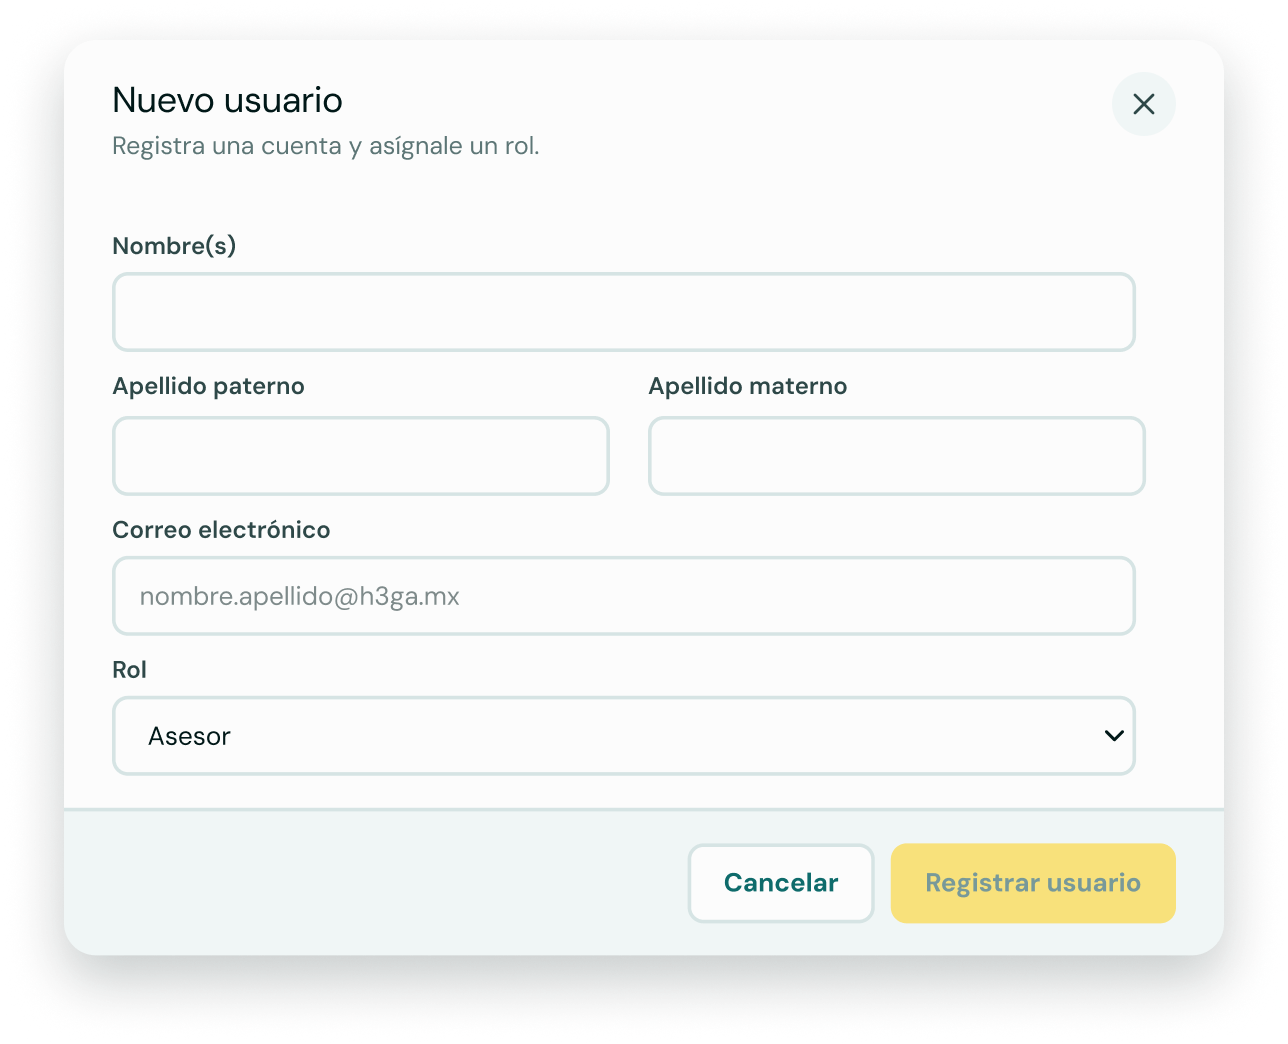 Nuevo usuario
Registra una cuenta y asígnale un rol.
Nombre(s)
Apellido paterno
Apellido materno
Correo electrónico
nombre.apellido@h3ga.mx
Rol
Asesor
Cancelar
Registrar usuario